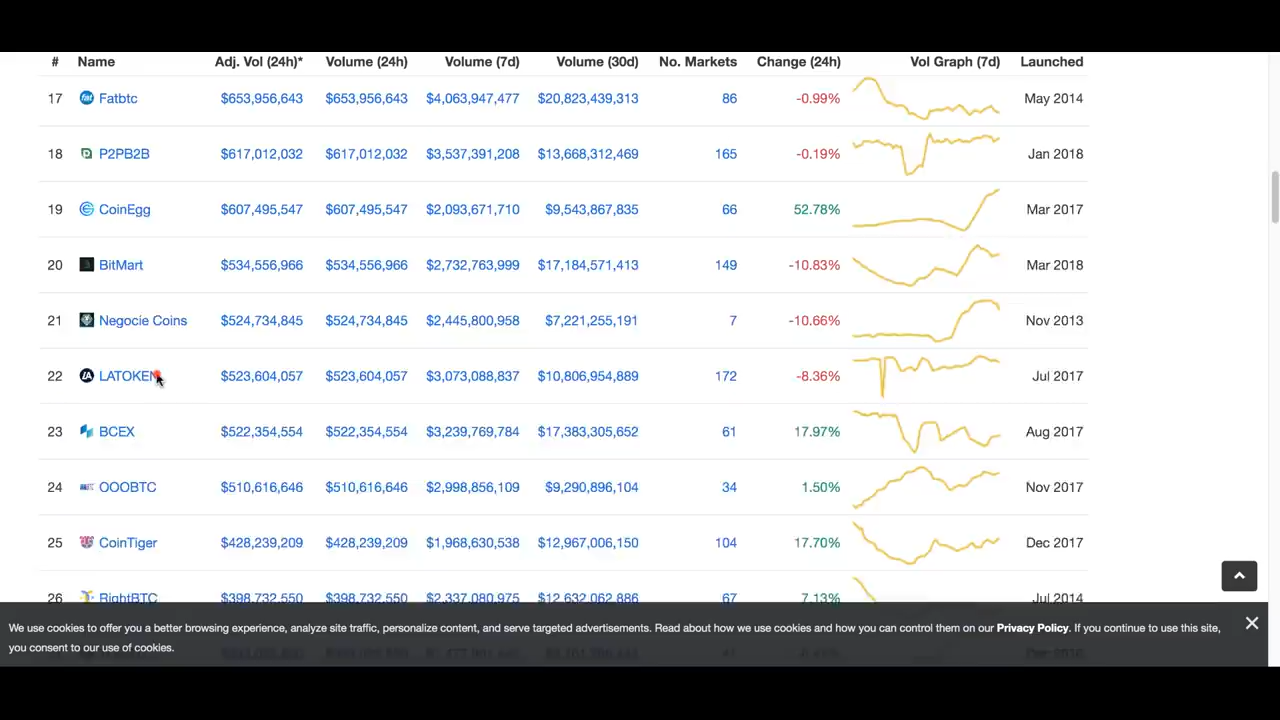 # Name Adj. Vol (24h)* Volume (24h) Volume (7d) Volume (30d) No. Markets Change (24h) Vol Graph (7d) Launched
17 Fatbtc $653,956,643 $653,956,643 $4,063,947,477 $20,823,439,313 86 -0.99% May 2014
18 P2PB2B $617,012,032 $617,012,032 $3,537,391,208 $13,668,312,469 165 -0.19% Jan 2018
19 CoinEgg $607,495,547 $607,495,547 $2,093,671,710 $9,543,867,835 66 52.78% Mar 2017
20 BitMart $534,556,966 $534,556,966 $2,732,763,999 $17,184,571,413 149 -10.83% Mar 2018
21 Negocie Coins $524,734,845 $524,734,845 $2,445,800,958 $7,221,255,191 7 -10.66% Nov 2013
22 LATOKEN $523,604,057 $523,604,057 $3,073,088,837 $10,806,954,889 172 -8.36% Jul 2017
23 BCEX $522,354,554 $522,354,554 $3,239,769,784 $17,383,305,652 61 17.97% Aug 2017
24 OOOBTC $510,616,646 $510,616,646 $2,998,856,109 $9,290,896,104 34 1.50% Nov 2017
25 CoinTiger $428,239,209 $428,239,209 $1,968,630,538 $12,967,006,150 104 17.70% Dec 2017
26 RightBTC $398,732,550 $398,732,550 $2,337,080,975 $12,632,062,886 67 7.13% Jul 2014
We use cookies to offer you a better browsing experience, analyze site traffic, personalize content, and serve targeted advertisements. Read about how we use cookies and how you can control them on our Privacy Policy. If you continue to use this site,
you consent to our use of cookies.